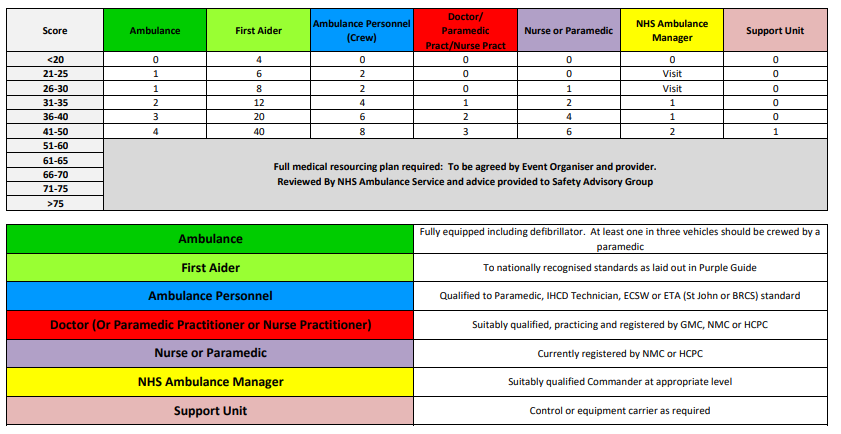 Score Ambulance First Aider Ambulance Personnel (Crew) Doctor/ Paramedic Pract/Nurse Pract Nurse or Paramedic NHS Ambulance Manager Support Unit
<20 0 4 0 0 0 0 0
21-25 1 6 2 0 0 Visit 0
26-30 1 8 2 0 1 Visit 0
31-35 2 12 4 1 2 1 0
36-40 3 20 6 2 4 1 0
41-50 4 40 8 3 6 2 1
51-60
61-65
66-70
71-75
>75
Full medical resourcing plan required: To be agreed by Event Organiser and provider.
Reviewed By NHS Ambulance Service and advice provided to Safety Advisory Group
Ambulance Fully equipped including defibrillator. At least one in three vehicles should be crewed by a
paramedic
First Aider To nationally recognised standards as laid out in Purple Guide
Ambulance Personnel Qualified to Paramedic, IHCD Technician, ECSW or ETA (St John or BRCS) standard
Doctor (Or Paramedic Practitioner or Nurse Practitioner) Suitably qualified, practicing and registered by GMC, NMC or HCPC
Nurse or Paramedic Currently registered by NMC or HCPC
NHS Ambulance Manager Suitably qualified Commander at appropriate level
Support Unit Control or equipment carrier as required